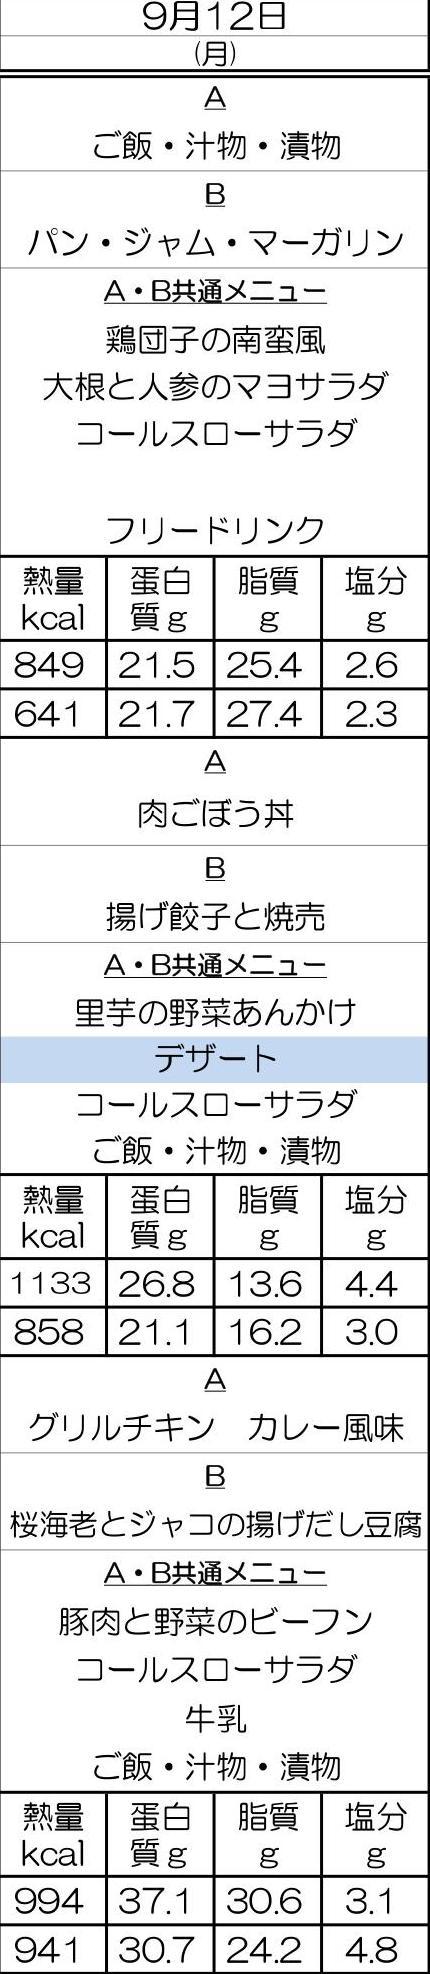 9月12日
(月)
A
ご飯・汁物・漬物
B
パン・ジャム・マーガリン
A・B共通メニュー
鶏団子の南蛮風
大根と人参のマヨサラダ
コールスローサラダ
フリードリンク
熱量 蛋白 脂質 塩分
kcal 質g g g
849 21.5 25.4 2.6
641 21.7 27.4 2.3
A
肉ごぼう丼
B
揚げ餃子と焼売
A・B共通メニュー
里芋の野菜あんかけ
デザート
コールスローサラダ
ご飯・汁物・漬物
熱量 蛋白 脂質 塩分
kcal 質g g g
1133 26.8 13.6 4.4
858 21.1 16.2 3.0
A
グリルチキン　カレー風味
B
桜海老とジャコの揚げだし豆腐
A・B共通メニュー
豚肉と野菜のビーフン
コールスローサラダ
牛乳
ご飯・汁物・漬物
熱量 蛋白 脂質 塩分
kcal 質g g g
994 37.1 30.6 3.1
941 30.7 24.2 4.8